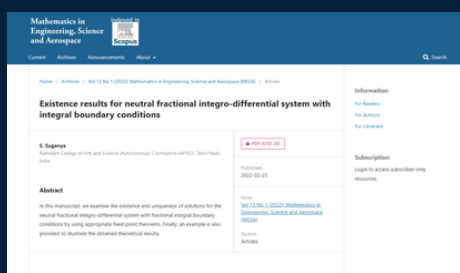 Mathematics in
Engineering, Science
and Aerospace
Indexed in
Scopus
Current Archives Announcements About
Search
Home / Archives / Vol 13 No 1 (2022): Mathematics in Engineering, Science and Aerospace (MESA) / Articles
Existence results for neutral fractional integro-differential system with
integral boundary conditions
S. Suganya
Rathinam College of Arts and Science (Autonomous), Coimbatore-641021, Tamil Nadu,
India
Abstract
In this manuscript, we examine the existence and uniqueness of solutions for the
neutral fractional integro-differential system with fractional integral boundary
conditions by using appropriate fixed point theorems. Finally, an example is also
provided to illustrate the obtained theoretical results.
PDF (USD 20)
Published
2022-02-25
Issue
Vol 13 No 1 (2022): Mathematics in
Engineering, Science and Aerospace
(MESA)
Section
Articles
Information
For Readers
For Authors
For Librarians
Subscription
Login to access subscriber-only
resources.